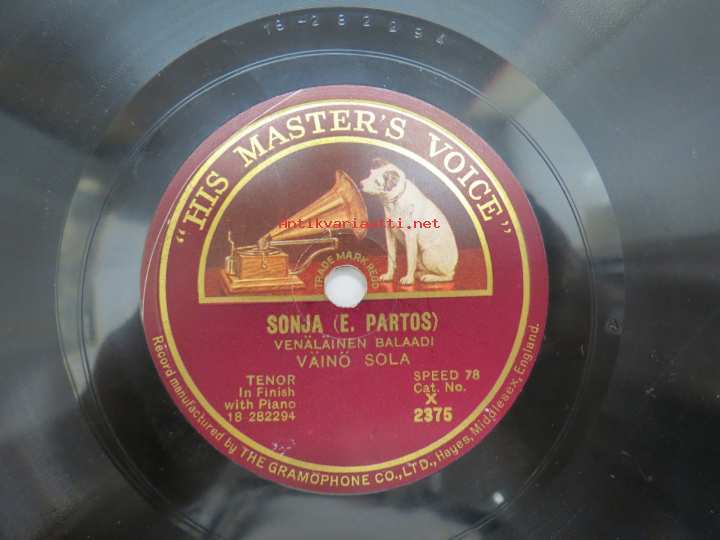 18-282294
"HIS MASTER'S VOICE"
Antikvariaatti.net
TRADE MARK REGD
SONJA (E. PARTOS)
VENÄLÄINEN BALAADI
VÄINÖ SOLA
TENOR
In Finish
with Piano
18 282294
SPEED 78
Cat. No.
X
2375
Record manufactured by THE GRAMOPHONE CO., LTD., Hayes, Middlesex, England.